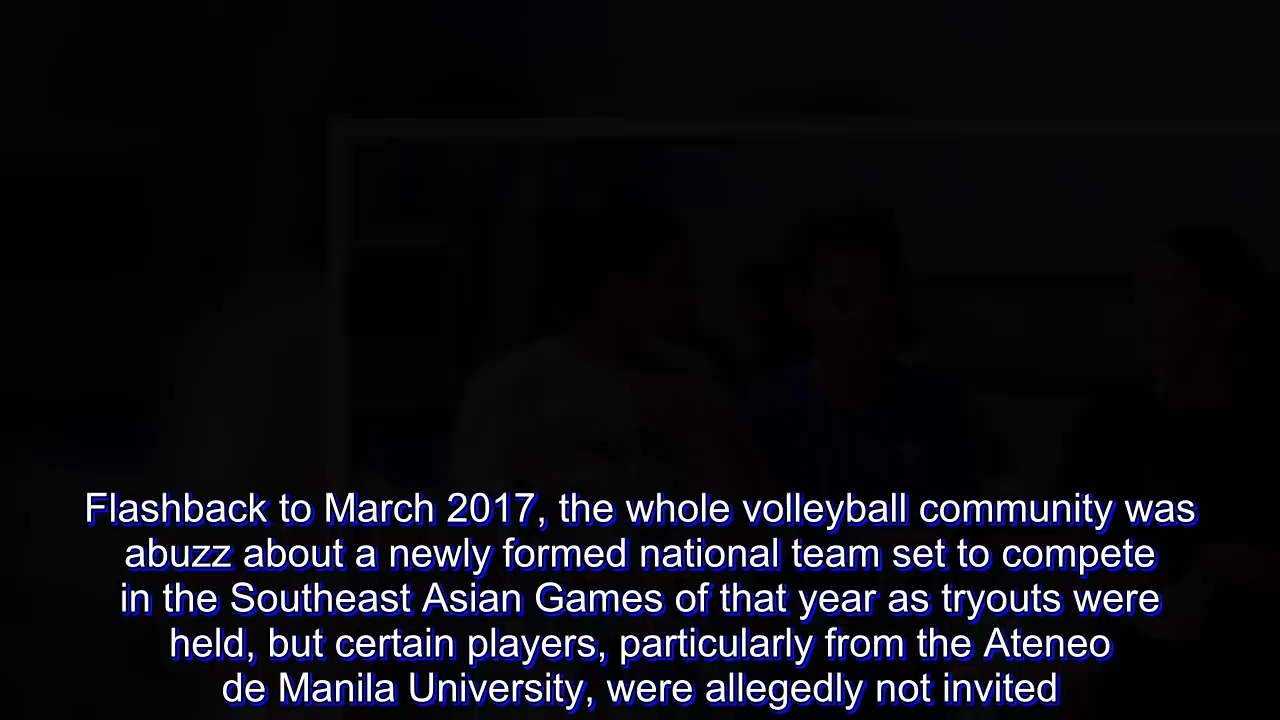 Flashback to March 2017, the whole volleyball community was
abuzz about a newly formed national team set to compete
in the Southeast Asian Games of that year as tryouts were
held, but certain players, particularly from the Ateneo
de Manila University, were allegedly not invited